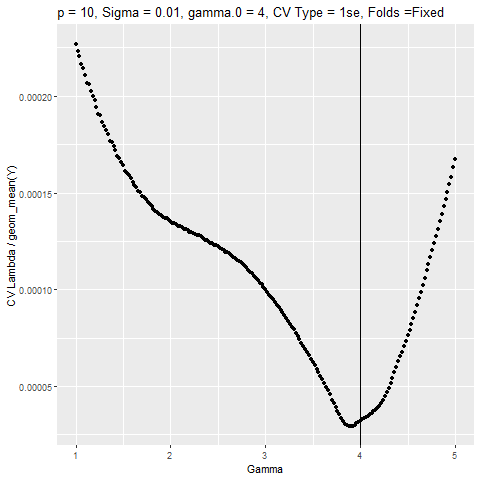 p = 10, Sigma = 0.01, gamma.0 = 4, CV Type = 1se, Folds =Fixed
CV.Lambda / geom_mean(Y)
0.00020
0.00015
0.00010
0.00005
1 2 3 4 5
Gamma